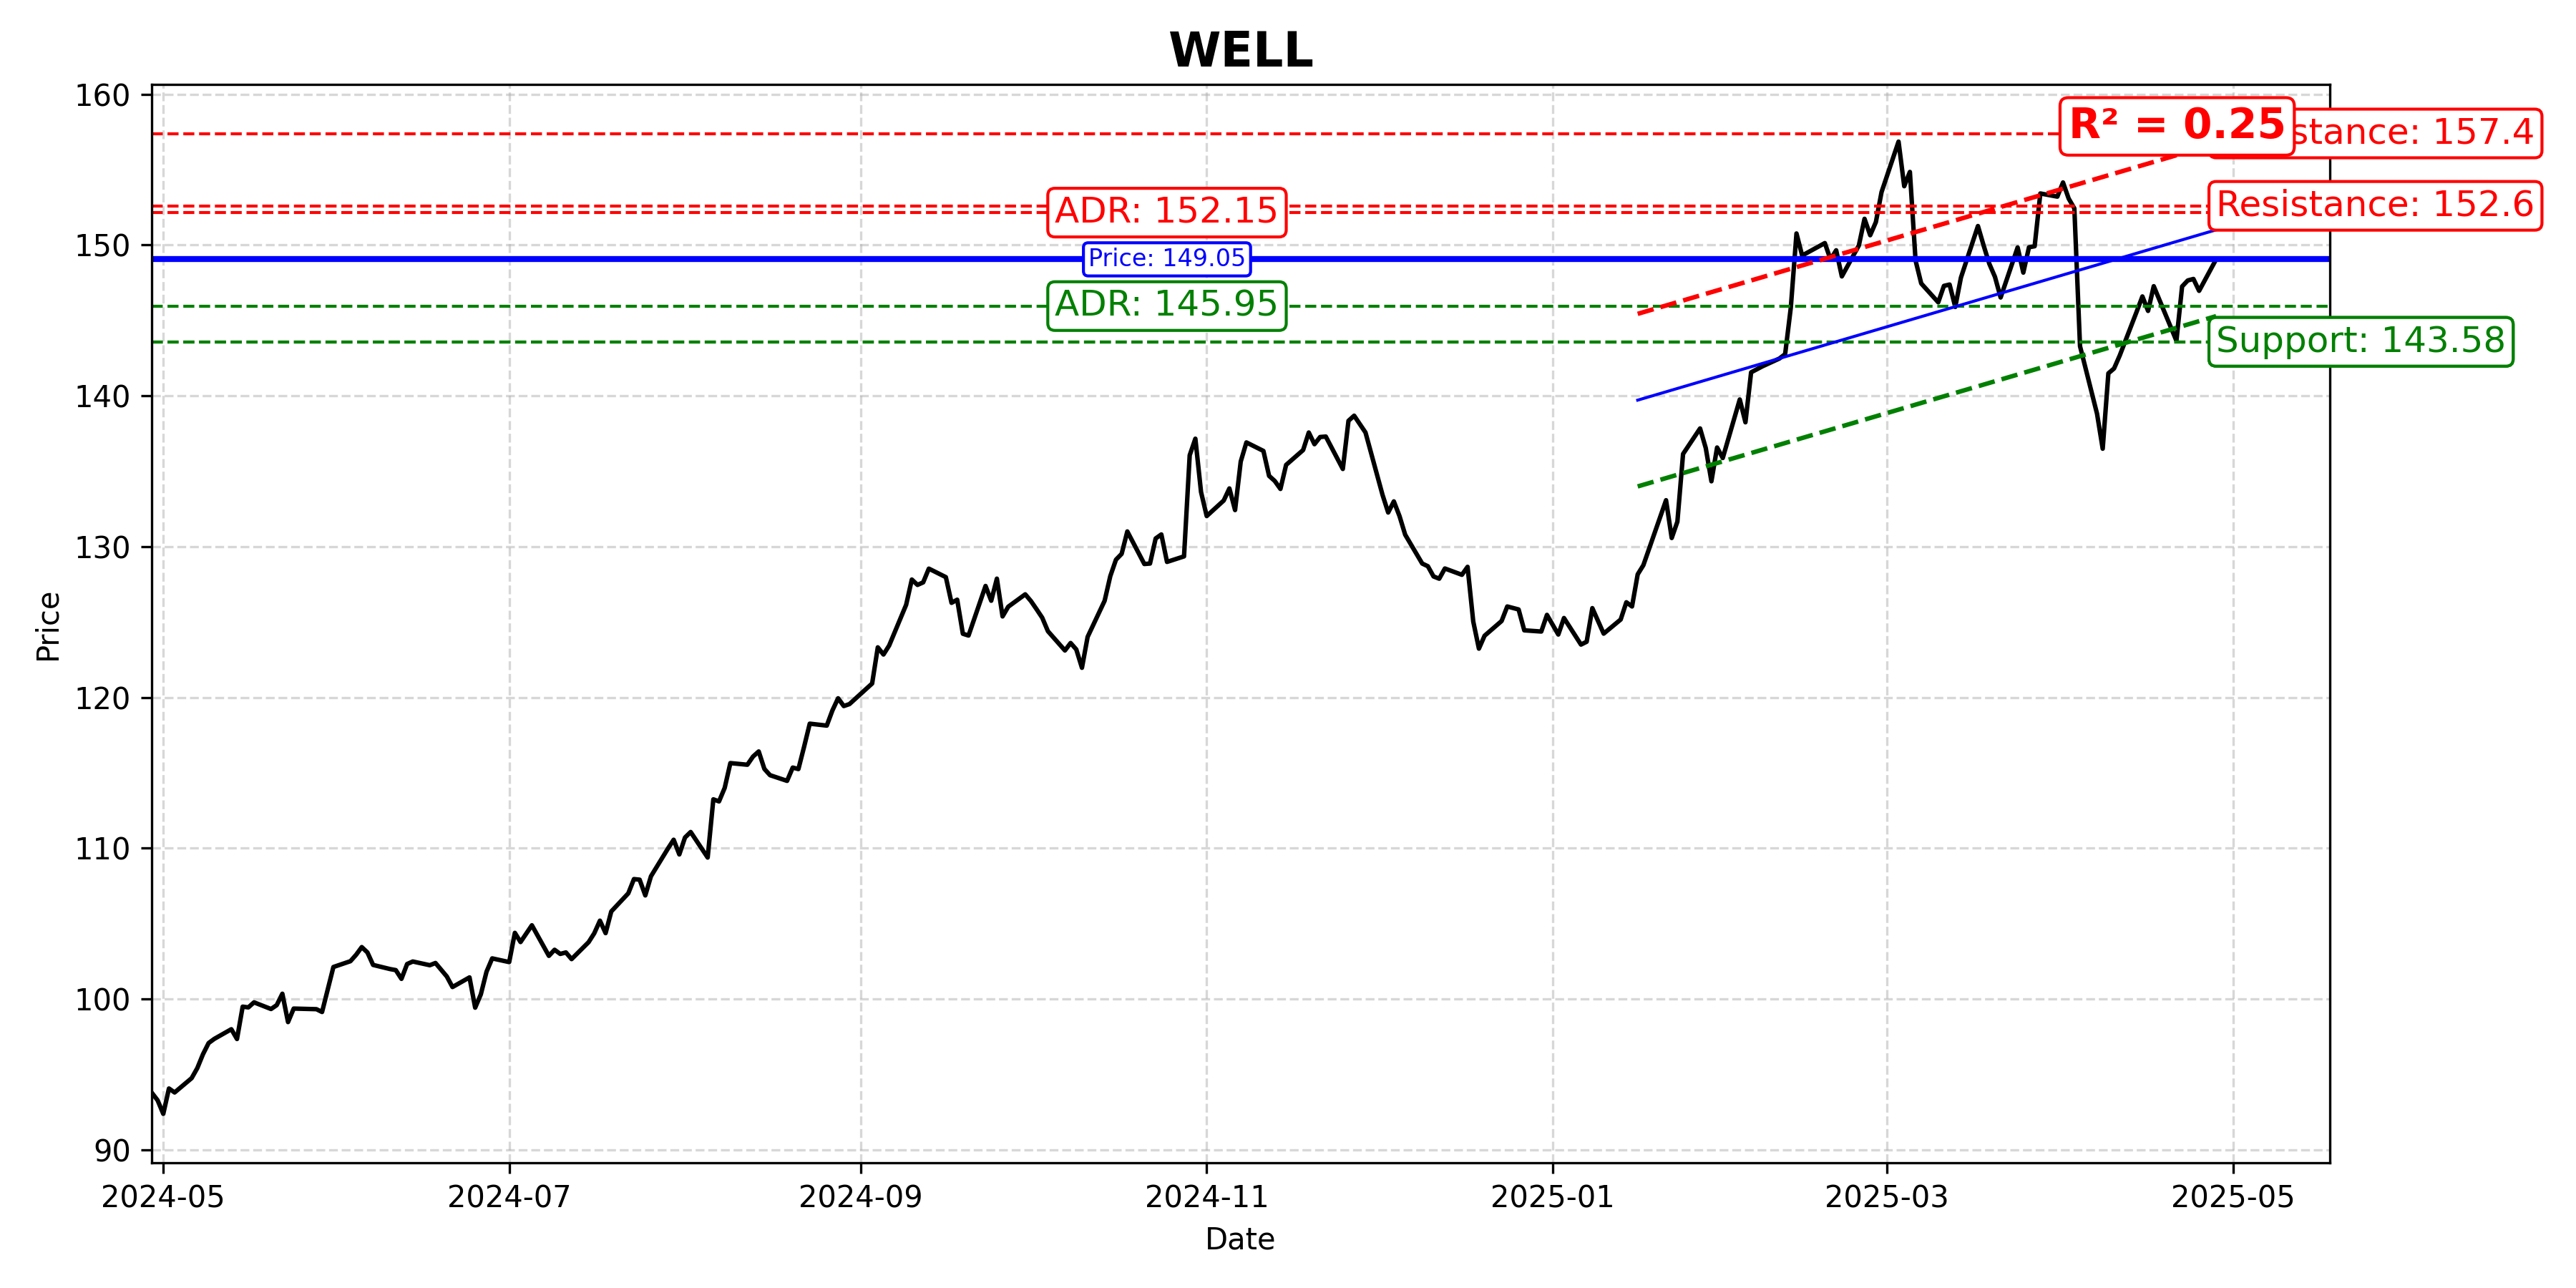 WELL
160
150
140
130
120
110
100
90
Price
R² = 0.25
stance: 157.4
ADR: 152.15
Resistance: 152.6
Price: 149.05
ADR: 145.95
Support: 143.58
2024-05
2024-07
2024-09
2024-11
2025-01
2025-03
2025-05
Date